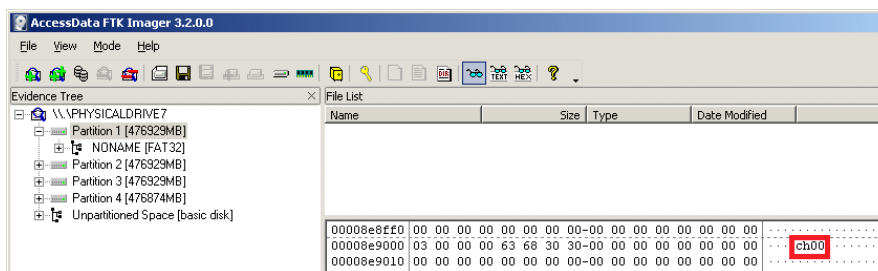 AccessData FTK Imager 3.2.0.0
File View Mode Help
Evidence Tree
\\.\PHYSICALDRIVE7
Partition 1 [476929MB]
NONAME [FAT32]
Partition 2 [476929MB]
Partition 3 [476929MB]
Partition 4 [476874MB]
Unpartitioned Space [basic disk]
File List
Name Size Type Date Modified
00008e8ff0 00 00 00 00 00 00 00 00-00 00 00 00 00 00 00 00 ················
00008e9000 03 00 00 00 63 68 30 30-00 00 00 00 00 00 00 00 ····ch00········
00008e9010 00 00 00 00 00 00 00 00-00 00 00 00 00 00 00 00 ················